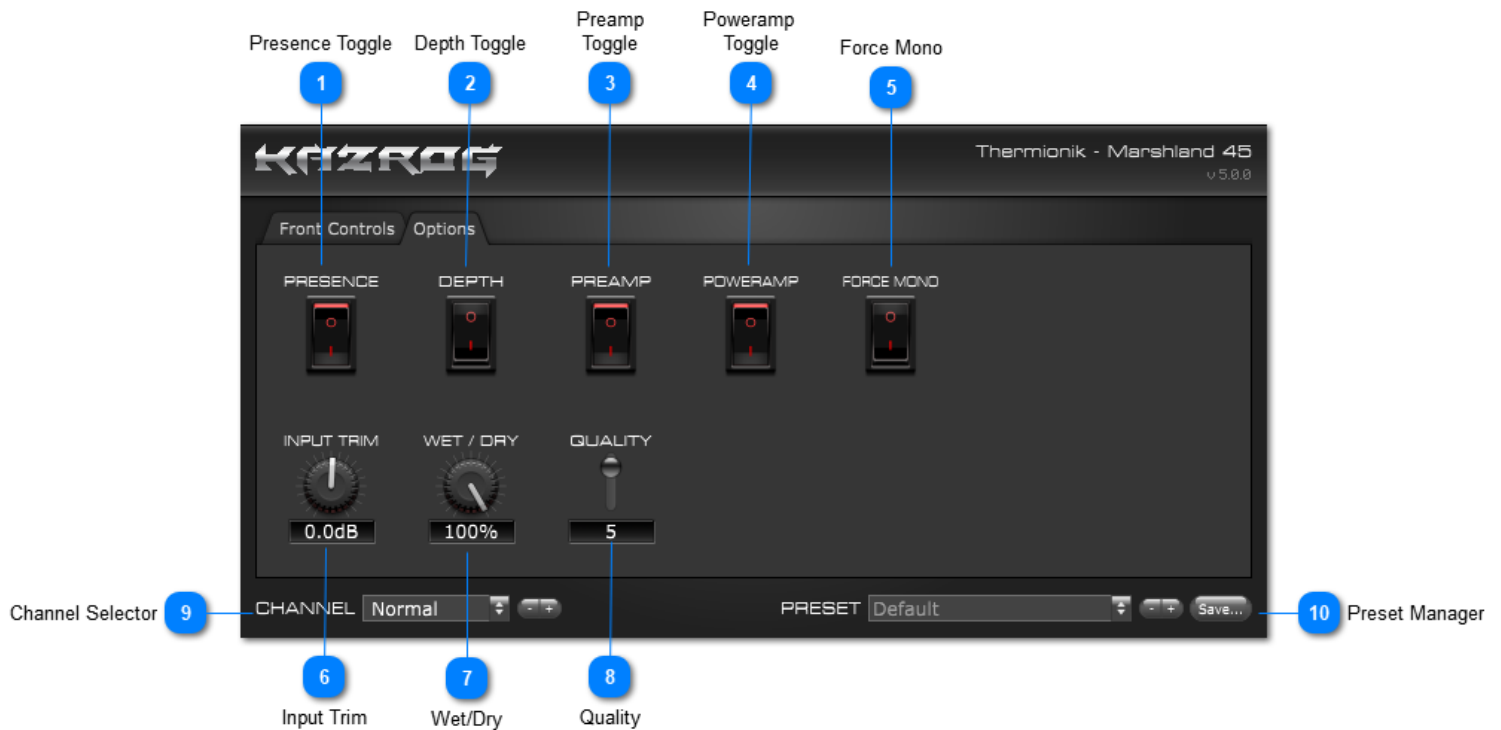 Preamp
Toggle
Poweramp
Toggle
Presence Toggle
Depth Toggle
Force Mono
1
2
3
4
5
KAZROG
Thermionik - Marshland 45
v 5.0.0
Front Controls
Options
PRESENCE
DEPTH
PREAMP
POWERAMP
FORCE MONO
O
I
O
I
O
I
O
I
O
I
INPUT TRIM
WET / DRY
QUALITY
0.0dB
100%
5
Channel Selector
9
CHANNEL
Normal
- +
PRESET
Default
- +
Save...
10
Preset Manager
6
7
8
Input Trim
Wet/Dry
Quality